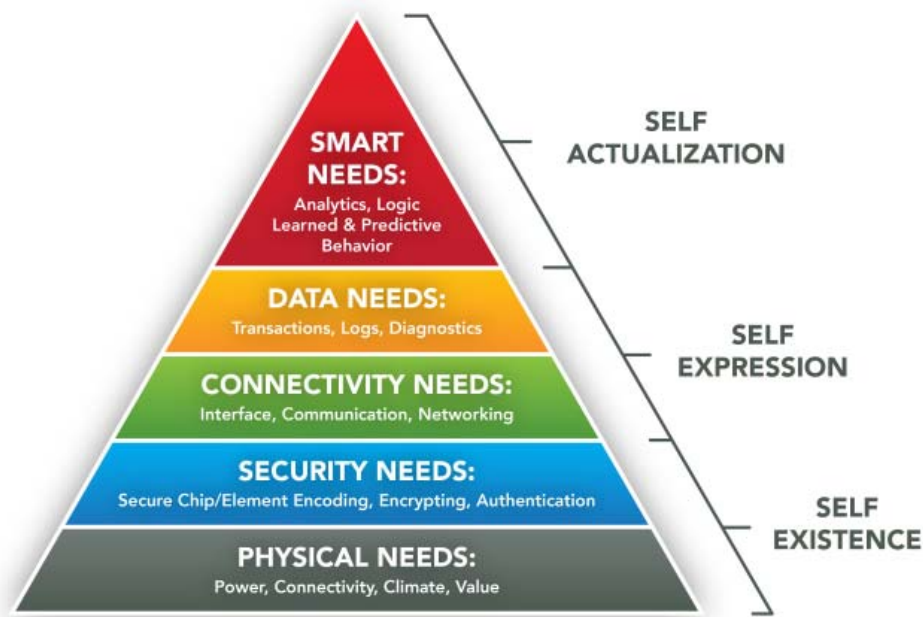 SMART
NEEDS:
Analytics, Logic
Learned & Predictive
Behavior
DATA NEEDS:
Transactions, Logs, Diagnostics
CONNECTIVITY NEEDS:
Interface, Communication, Networking
SECURITY NEEDS:
Secure Chip/Element Encoding, Encrypting, Authentication
PHYSICAL NEEDS:
Power, Connectivity, Climate, Value
SELF
ACTUALIZATION
SELF
EXPRESSION
SELF
EXISTENCE